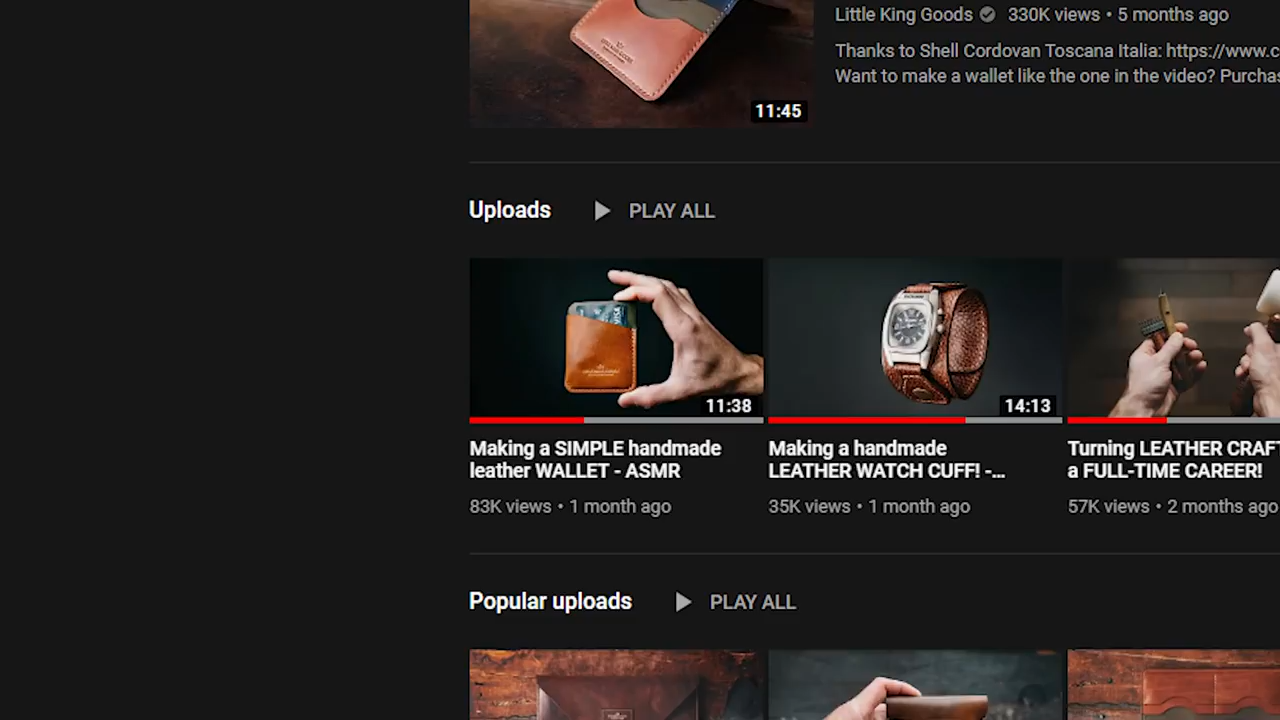 Little King Goods 330K views • 5 months ago
Thanks to Shell Cordovan Toscana Italia: https://www.c
Want to make a wallet like the one in the video? Purchas
11:45
Uploads PLAY ALL
11:38
14:13
Making a SIMPLE handmade
leather WALLET - ASMR
83K views • 1 month ago
Making a handmade
LEATHER WATCH CUFF! -...
35K views • 1 month ago
Turning LEATHER CRAFT
a FULL-TIME CAREER!
57K views • 2 months ago
Popular uploads PLAY ALL